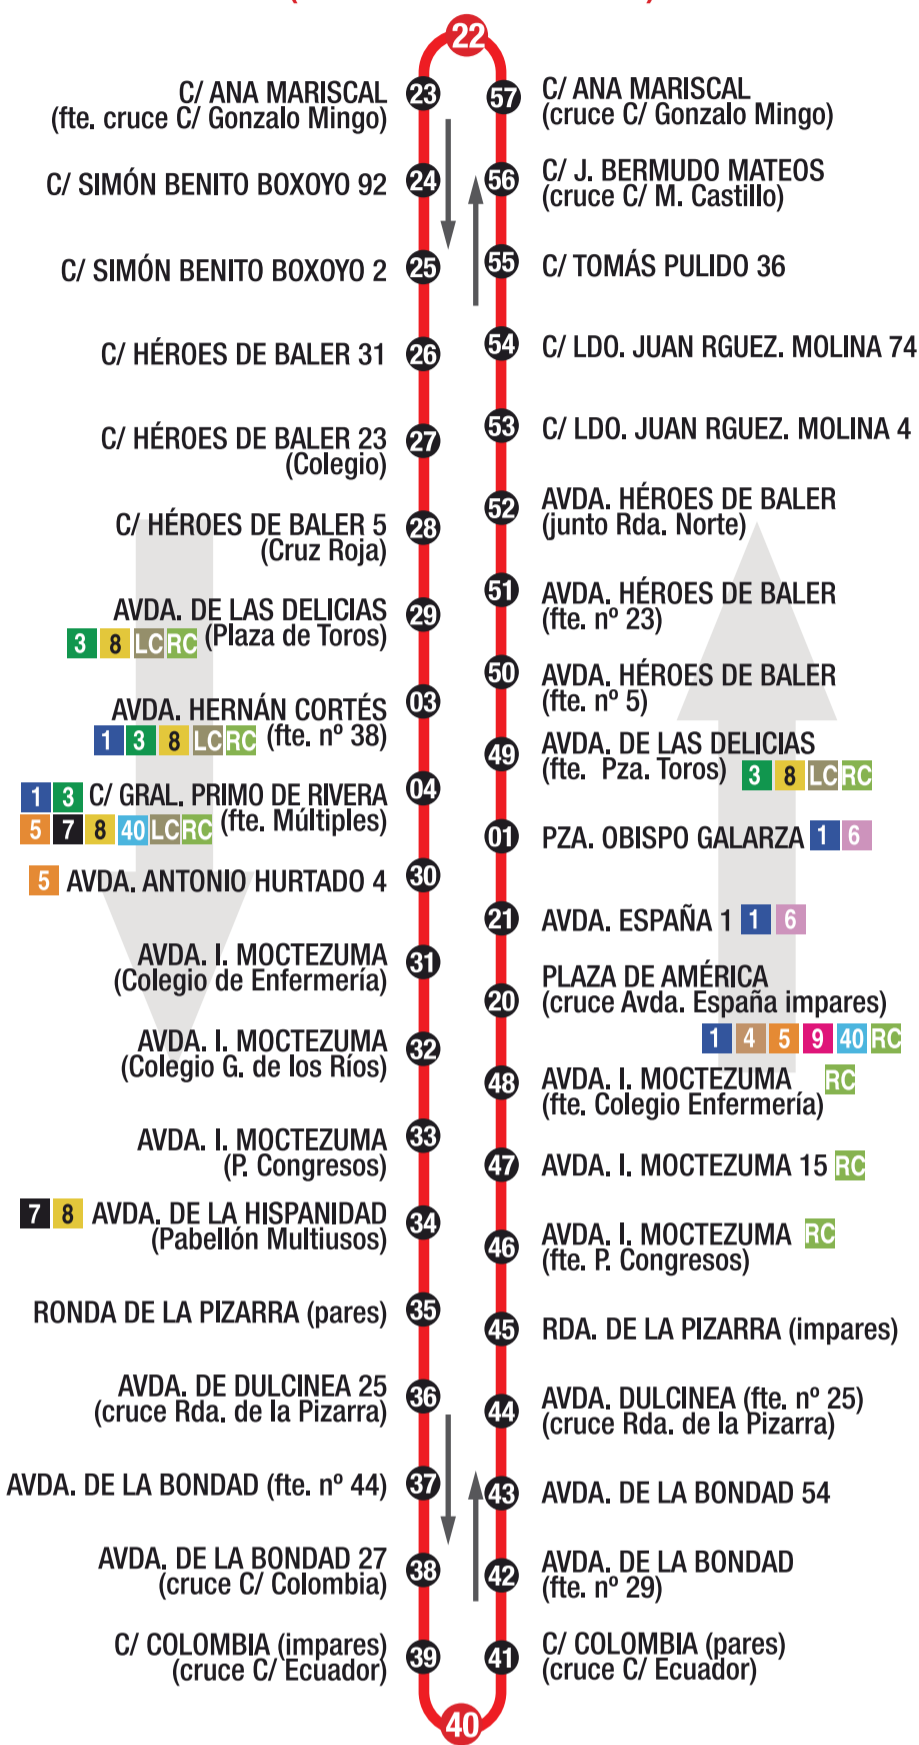 22
C/ ANA MARISCAL 23
(fte. cruce C/ Gonzalo Mingo)
C/ SIMÓN BENITO BOXOYO 92 24
C/ SIMÓN BENITO BOXOYO 2 25
C/ HÉROES DE BALER 31 26
C/ HÉROES DE BALER 23 27
(Colegio)
C/ HÉROES DE BALER 5 28
(Cruz Roja)
AVDA. DE LAS DELICIAS 29
3 8 LC RC (Plaza de Toros)
AVDA. HERNÁN CORTÉS 03
1 3 8 LC RC (fte. nº 38)
1 3 C/ GRAL. PRIMO DE RIVERA 04
5 7 8 40 LC RC (fte. Múltiples)
5 AVDA. ANTONIO HURTADO 4 30
AVDA. I. MOCTEZUMA 31
(Colegio de Enfermería)
AVDA. I. MOCTEZUMA 32
(Colegio G. de los Ríos)
AVDA. I. MOCTEZUMA 33
(P. Congresos)
7 8 AVDA. DE LA HISPANIDAD 34
(Pabellón Multiusos)
RONDA DE LA PIZARRA (pares) 35
AVDA. DE DULCINEA 25 36
(cruce Rda. de la Pizarra)
AVDA. DE LA BONDAD (fte. nº 44) 37
AVDA. DE LA BONDAD 27 38
(cruce C/ Colombia)
C/ COLOMBIA (impares) 39
(cruce C/ Ecuador)
57 C/ ANA MARISCAL
(cruce C/ Gonzalo Mingo)
56 C/ J. BERMUDO MATEOS
(cruce C/ M. Castillo)
55 C/ TOMÁS PULIDO 36
54 C/ LDO. JUAN RGUEZ. MOLINA 74
53 C/ LDO. JUAN RGUEZ. MOLINA 4
52 AVDA. HÉROES DE BALER
(junto Rda. Norte)
51 AVDA. HÉROES DE BALER
(fte. nº 23)
50 AVDA. HÉROES DE BALER
(fte. nº 5)
49 AVDA. DE LAS DELICIAS
(fte. Pza. Toros) 3 8 LC RC
01 PZA. OBISPO GALARZA 1 6
21 AVDA. ESPAÑA 1 1 6
20 PLAZA DE AMÉRICA
(cruce Avda. España impares)
1 4 5 9 40 RC
48 AVDA. I. MOCTEZUMA RC
(fte. Colegio Enfermería)
47 AVDA. I. MOCTEZUMA 15 RC
46 AVDA. I. MOCTEZUMA RC
(fte. P. Congresos)
45 RDA. DE LA PIZARRA (impares)
44 AVDA. DULCINEA (fte. nº 25)
(cruce Rda. de la Pizarra)
43 AVDA. DE LA BONDAD 54
42 AVDA. DE LA BONDAD
(fte. nº 29)
41 C/ COLOMBIA (pares)
(cruce C/ Ecuador)
40